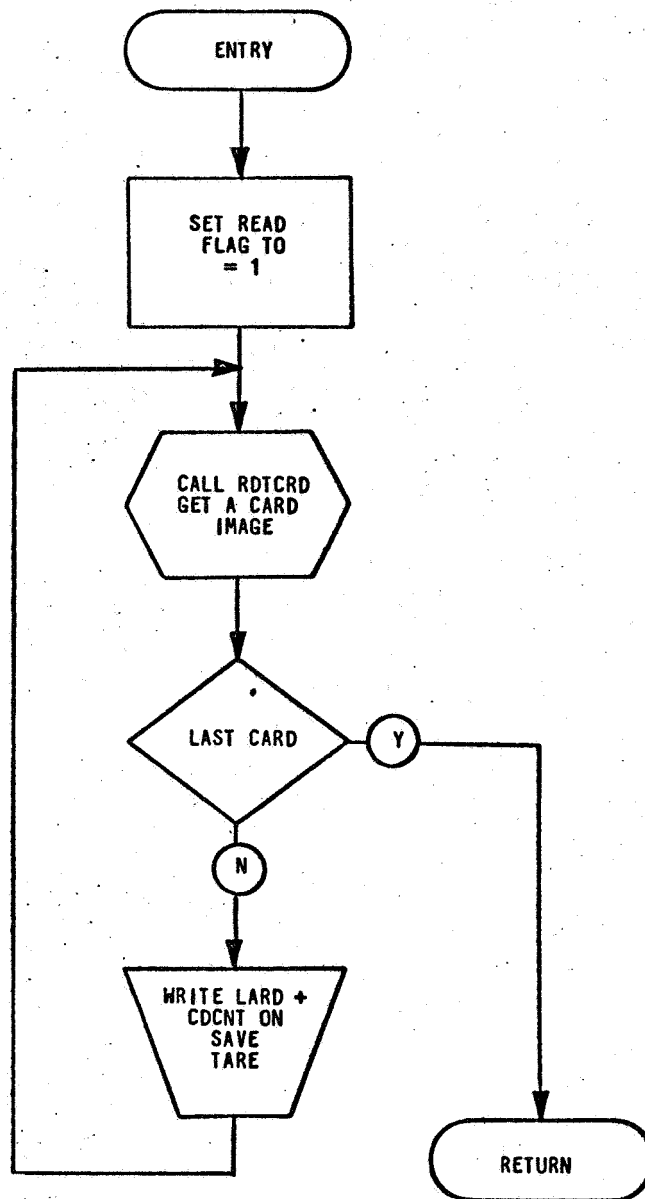 ENTRY
SET READ
FLAG TO
= 1
CALL RDTCRD
GET A CARD
IMAGE
LAST CARD
Y
N
WRITE LARD +
CDCNT ON
SAVE
TARE
RETURN